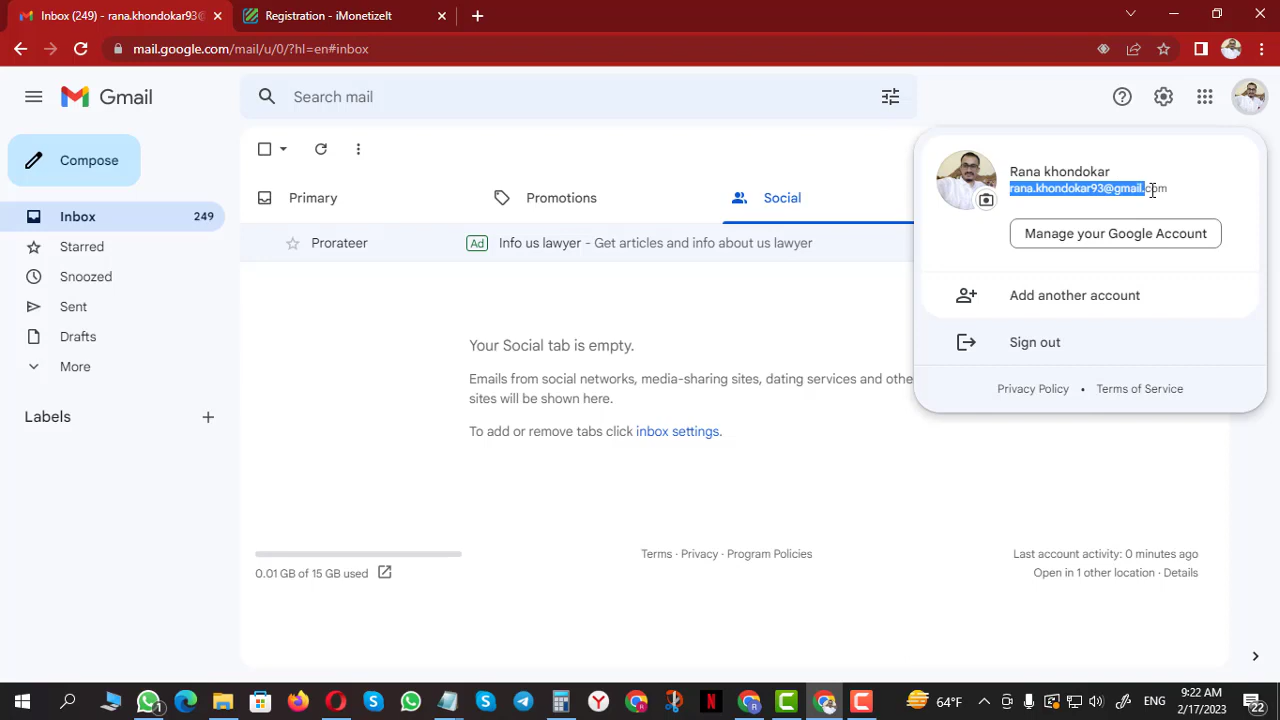 Inbox (249) - rana.khondokar93@
Registration - iMonetizeIt
mail.google.com/mail/u/0/?hl=en#inbox
Gmail
Search mail
Compose
Inbox 249
Starred
Snoozed
Sent
Drafts
More
Labels
Primary
Promotions
Social
Prorateer
Ad Info us lawyer - Get articles and info about us lawyer
Your Social tab is empty.
Emails from social networks, media-sharing sites, dating services and othe
sites will be shown here.
To add or remove tabs click inbox settings.
Rana khondokar
rana.khondokar93@gmail.com
Manage your Google Account
Add another account
Sign out
Privacy Policy • Terms of Service
0.01 GB of 15 GB used
Terms · Privacy · Program Policies
Last account activity: 0 minutes ago
Open in 1 other location · Details
64°F
ENG
9:22 AM
2/17/2023
22